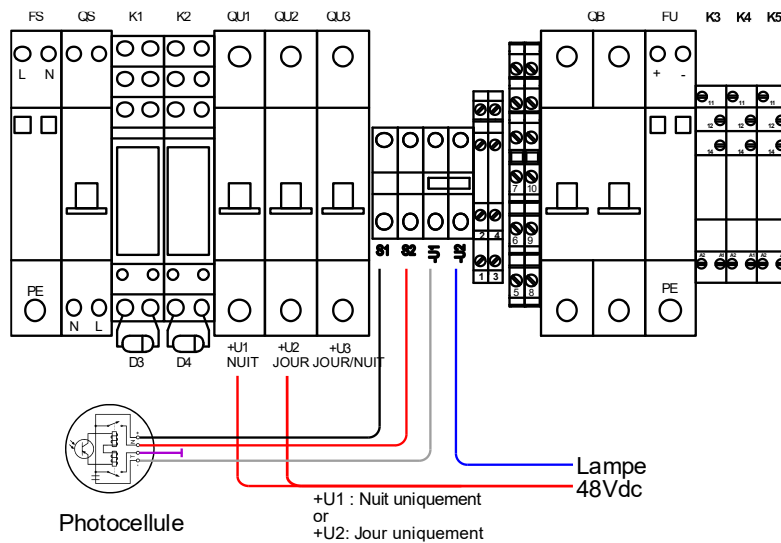 FS QS K1 K2 QU1 QU2 QU3 QB FU K3 K4 K5
L N + -
11 11 11
12 12 14
14 14 14
7 10
6 9
2 4
S1 S2 -U1 -U2
A2 A1 A2 A1 A2
1 3 5 8
PE N L PE
D3 D4
+U1 +U2 +U3
NUIT JOUR JOUR/NUIT
Lampe
48Vdc
+U1 : Nuit uniquement
or
+U2: Jour uniquement
Photocellule